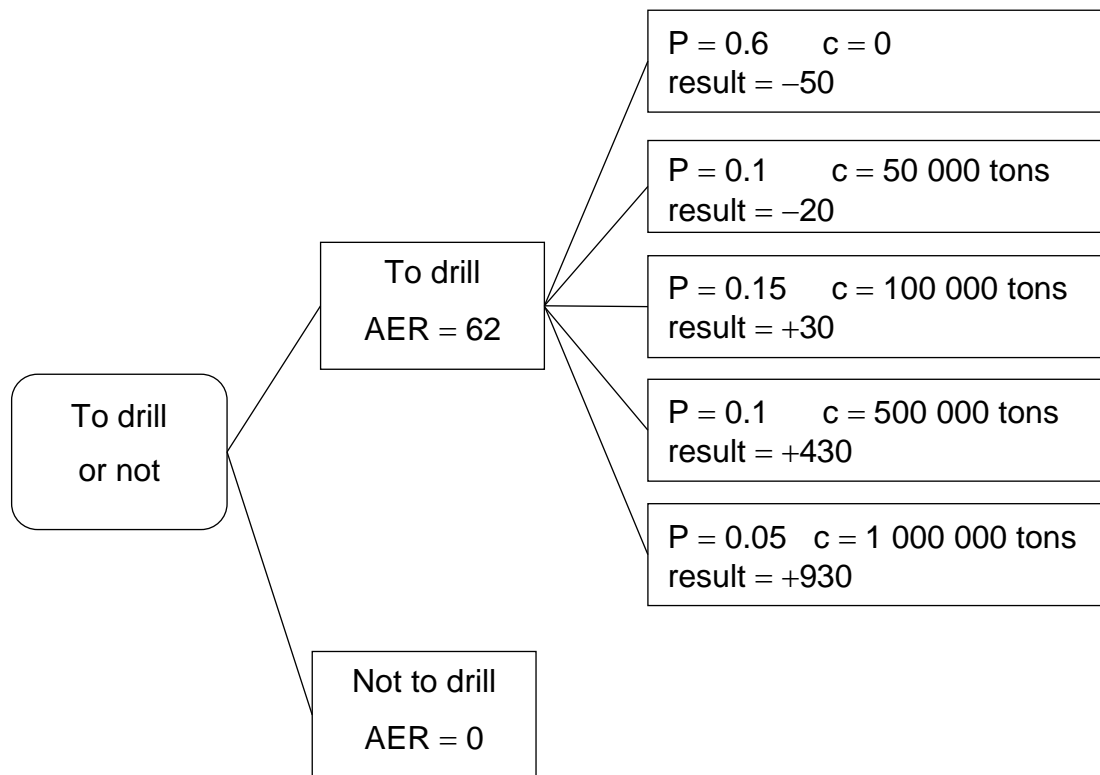 To drill
or not
To drill
AER = 62
Not to drill
AER = 0
P = 0.6 c = 0
result = −50
P = 0.1 c = 50 000 tons
result = −20
P = 0.15 c = 100 000 tons
result = +30
P = 0.1 c = 500 000 tons
result = +430
P = 0.05 c = 1 000 000 tons
result = +930